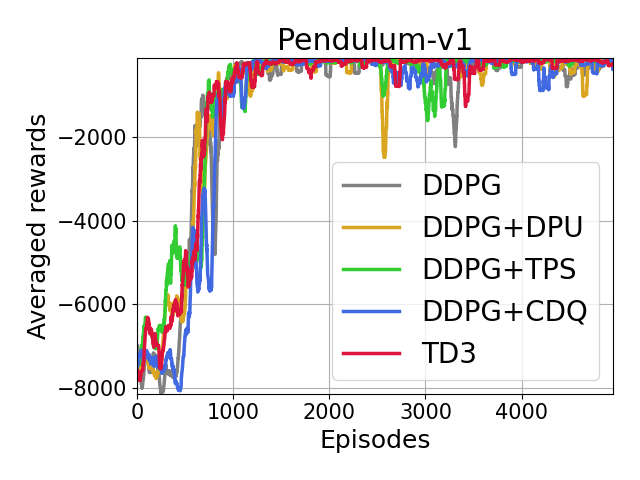 Pendulum-v1
Averaged rewards
−2000
−4000
−6000
−8000
DDPG
DDPG+DPU
DDPG+TPS
DDPG+CDQ
TD3
0
1000
2000
3000
4000
Episodes